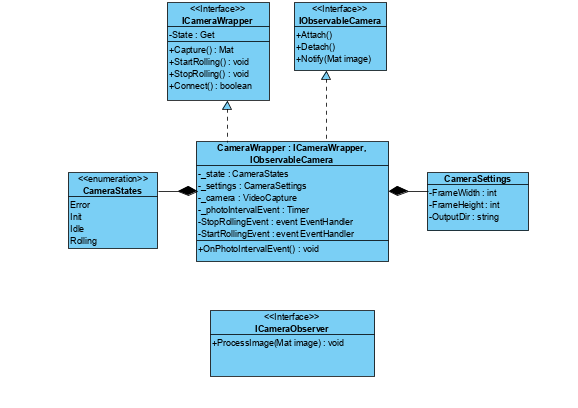 <<Interface>>
ICameraWrapper
-State : Get
+Capture() : Mat
+StartRolling() : void
+StopRolling() : void
+Connect() : boolean
<<Interface>>
IObservableCamera
+Attach()
+Detach()
+Notify(Mat image)
CameraWrapper : ICameraWrapper,
IObservableCamera
-_state : CameraStates
-_settings : CameraSettings
-_camera : VideoCapture
-_photoIntervalEvent : Timer
-StopRollingEvent : event EventHandler
-StartRollingEvent : event EventHandler
+OnPhotoIntervalEvent() : void
<<enumeration>>
CameraStates
Error
Init
Idle
Rolling
CameraSettings
-FrameWidth : int
-FrameHeight : int
-OutputDir : string
<<Interface>>
ICameraObserver
+ProcessImage(Mat image) : void